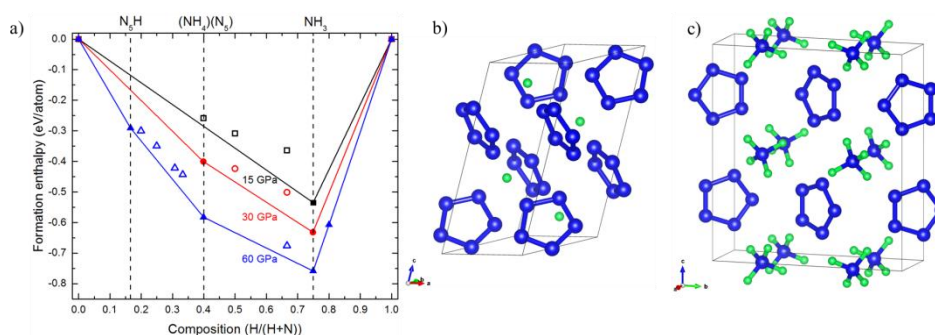 a)
N₅H
(NH₄)(N₅)
NH₃
b)
c)
0.0
-0.1
-0.2
-0.3
-0.4
-0.5
-0.6
-0.7
-0.8
Formation enthalpy (eV/atom)
15 GPa
30 GPa
60 GPa
0.0 0.1 0.2 0.3 0.4 0.5 0.6 0.7 0.8 0.9 1.0
Composition (H/(H+N))
c
b
a
c
a
b